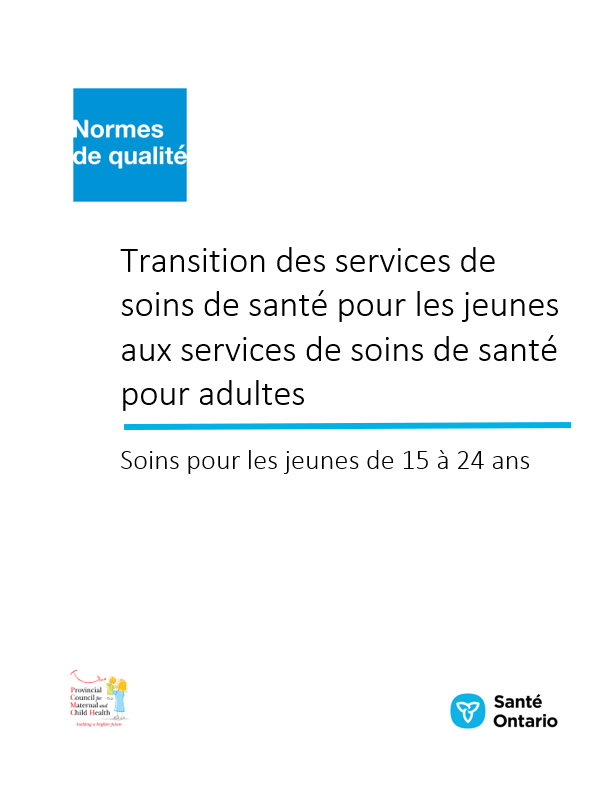 Normes
de qualité
Transition des services de
soins de santé pour les jeunes
aux services de soins de santé
pour adultes
Soins pour les jeunes de 15 à 24 ans
Provincial
Council for
Maternal and
Child Health
building a brighter future
Santé
Ontario